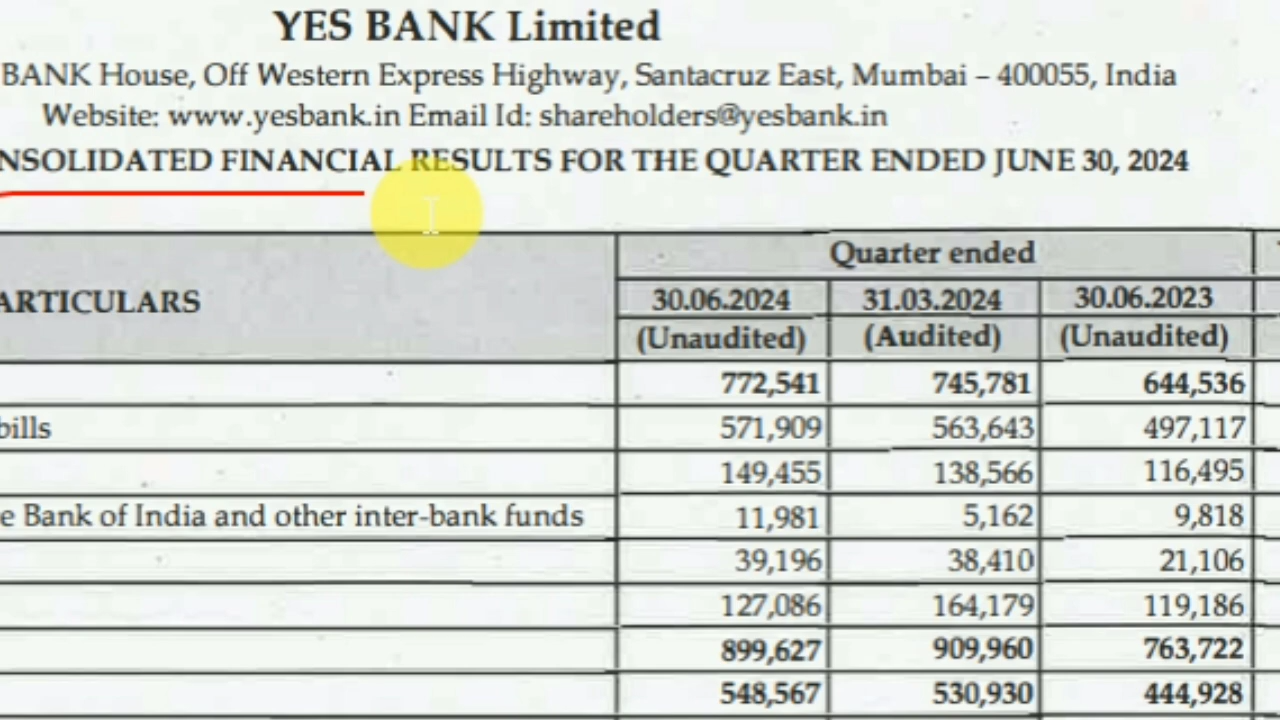 YES BANK Limited
BANK House, Off Western Express Highway, Santacruz East, Mumbai – 400055, India
Website: www.yesbank.in Email Id: shareholders@yesbank.in
NSOLIDATED FINANCIAL RESULTS FOR THE QUARTER ENDED JUNE 30, 2024
Quarter ended
ARTICULARS 30.06.2024 31.03.2024 30.06.2023
(Unaudited) (Audited) (Unaudited)
772,541 745,781 644,536
bills 571,909 563,643 497,117
149,455 138,566 116,495
e Bank of India and other inter-bank funds 11,981 5,162 9,818
39,196 38,410 21,106
127,086 164,179 119,186
899,627 909,960 763,722
548,567 530,930 444,928